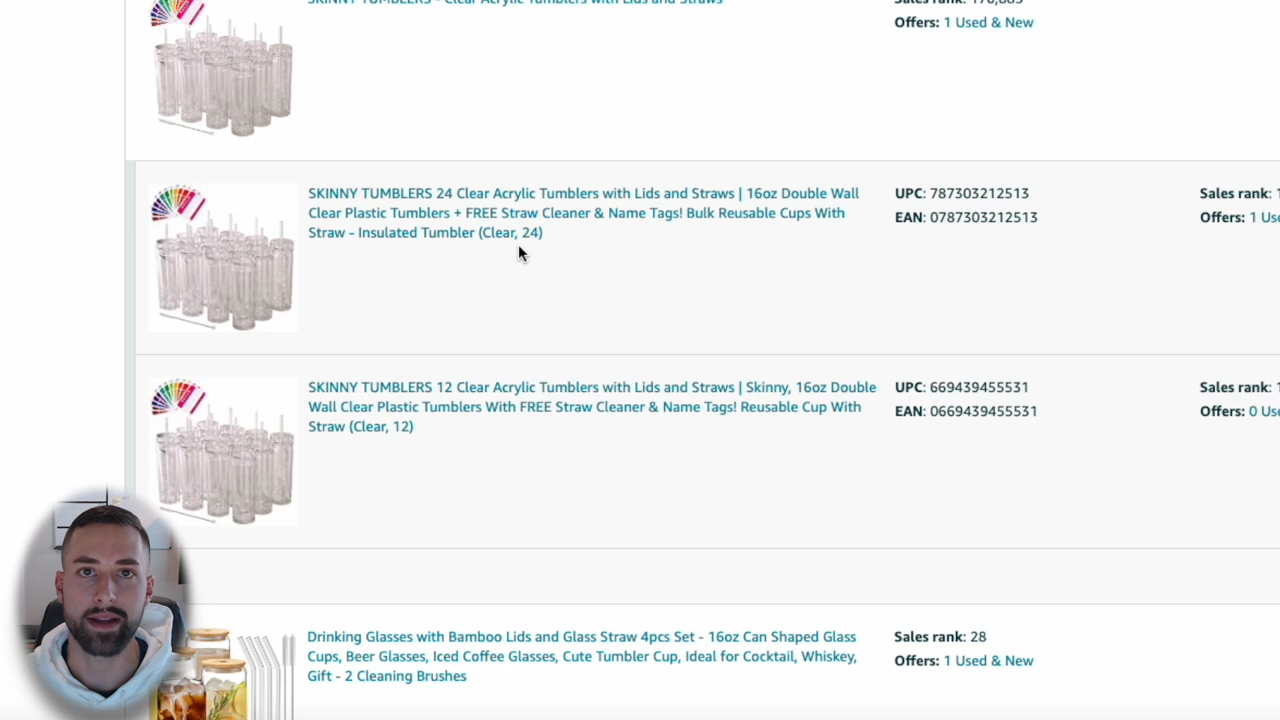 SKINNY TUMBLERS - Clear Acrylic Tumblers with Lids and Straws
Offers: 1 Used & New
SKINNY TUMBLERS 24 Clear Acrylic Tumblers with Lids and Straws | 16oz Double Wall
Clear Plastic Tumblers + FREE Straw Cleaner & Name Tags! Bulk Reusable Cups With
Straw - Insulated Tumbler (Clear, 24)
UPC: 787303212513
EAN: 0787303212513
Sales rank: 1
Offers: 1 Use
SKINNY TUMBLERS 12 Clear Acrylic Tumblers with Lids and Straws | Skinny, 16oz Double
Wall Clear Plastic Tumblers With FREE Straw Cleaner & Name Tags! Reusable Cup With
Straw (Clear, 12)
UPC: 669439455531
EAN: 0669439455531
Sales rank: 1
Offers: 0 Use
Drinking Glasses with Bamboo Lids and Glass Straw 4pcs Set - 16oz Can Shaped Glass
Cups, Beer Glasses, Iced Coffee Glasses, Cute Tumbler Cup, Ideal for Cocktail, Whiskey,
Gift - 2 Cleaning Brushes
Sales rank: 28
Offers: 1 Used & New